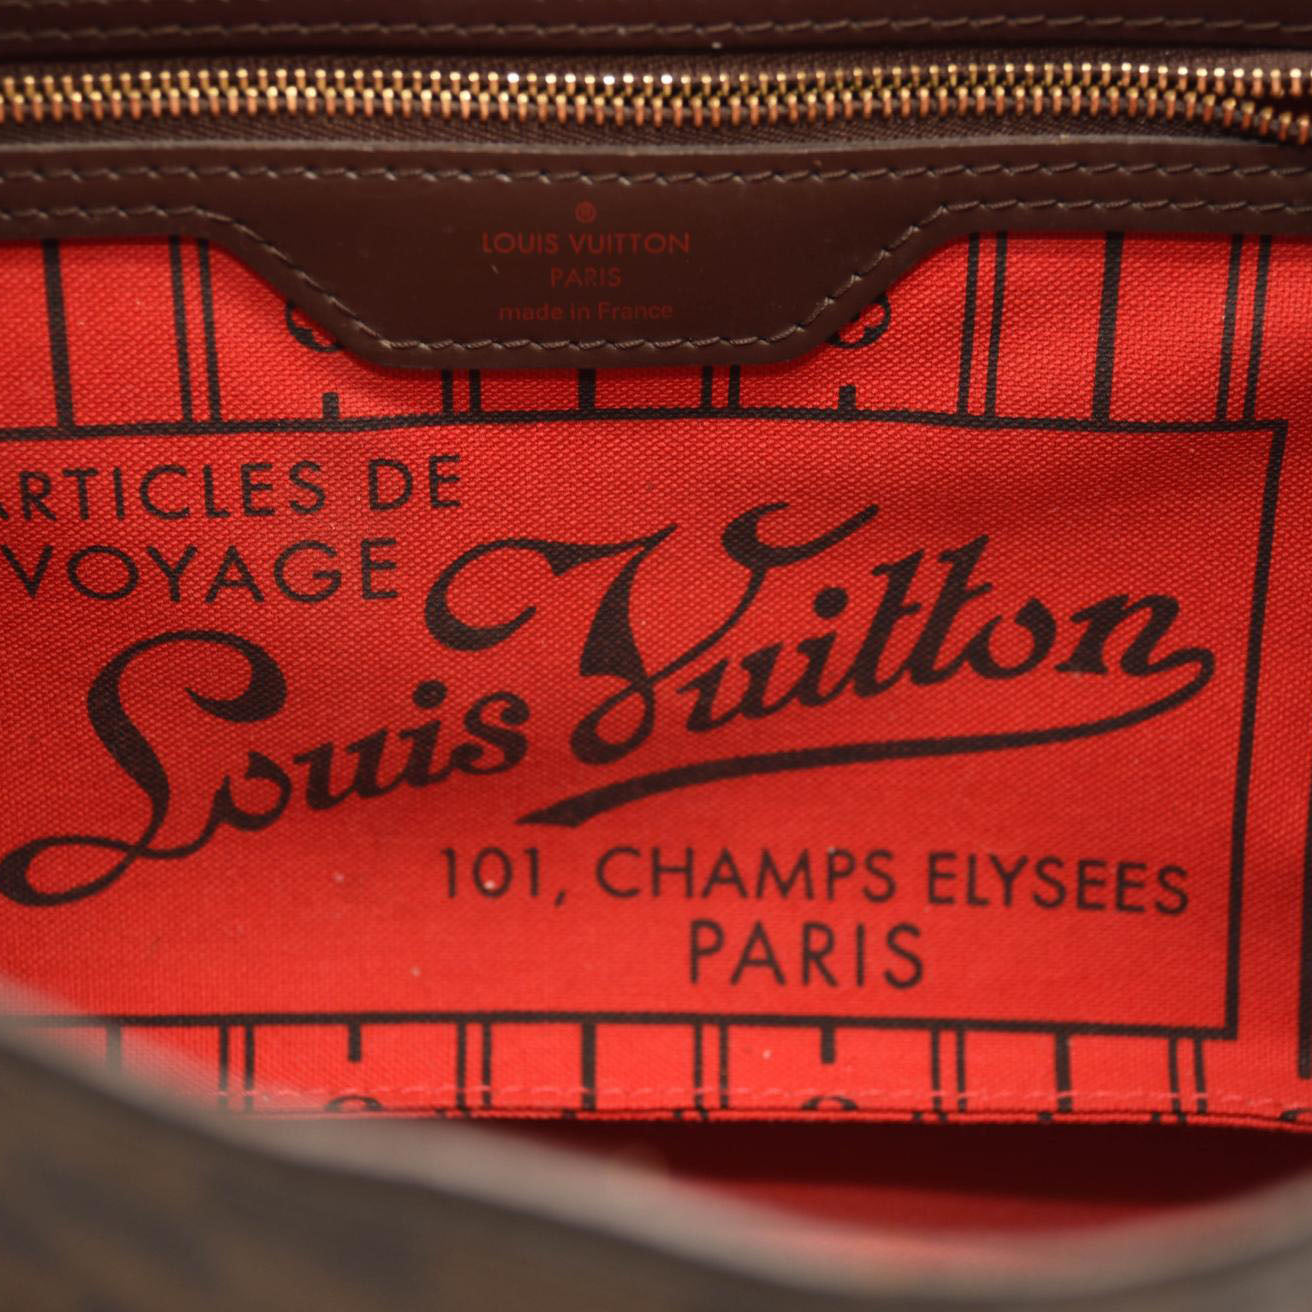 ®
LOUIS VUITTON
PARIS
made in France
ARTICLES DE
VOYAGE
Louis Vuitton
101, CHAMPS ELYSEES
PARIS